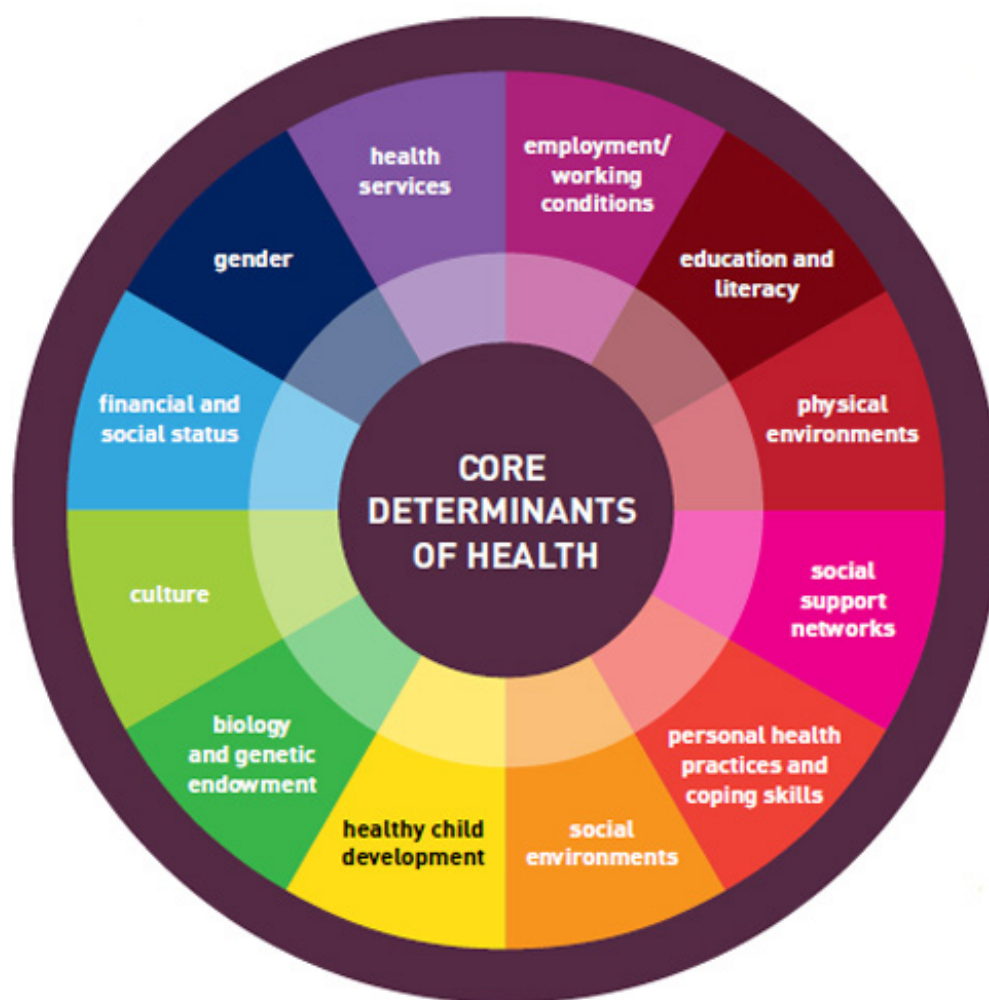 CORE
DETERMINANTS
OF HEALTH
employment/
working
conditions
education and
literacy
physical
environments
social
support
networks
personal health
practices and
coping skills
social
environments
healthy child
development
biology
and genetic
endowment
culture
financial and
social status
gender
health
services